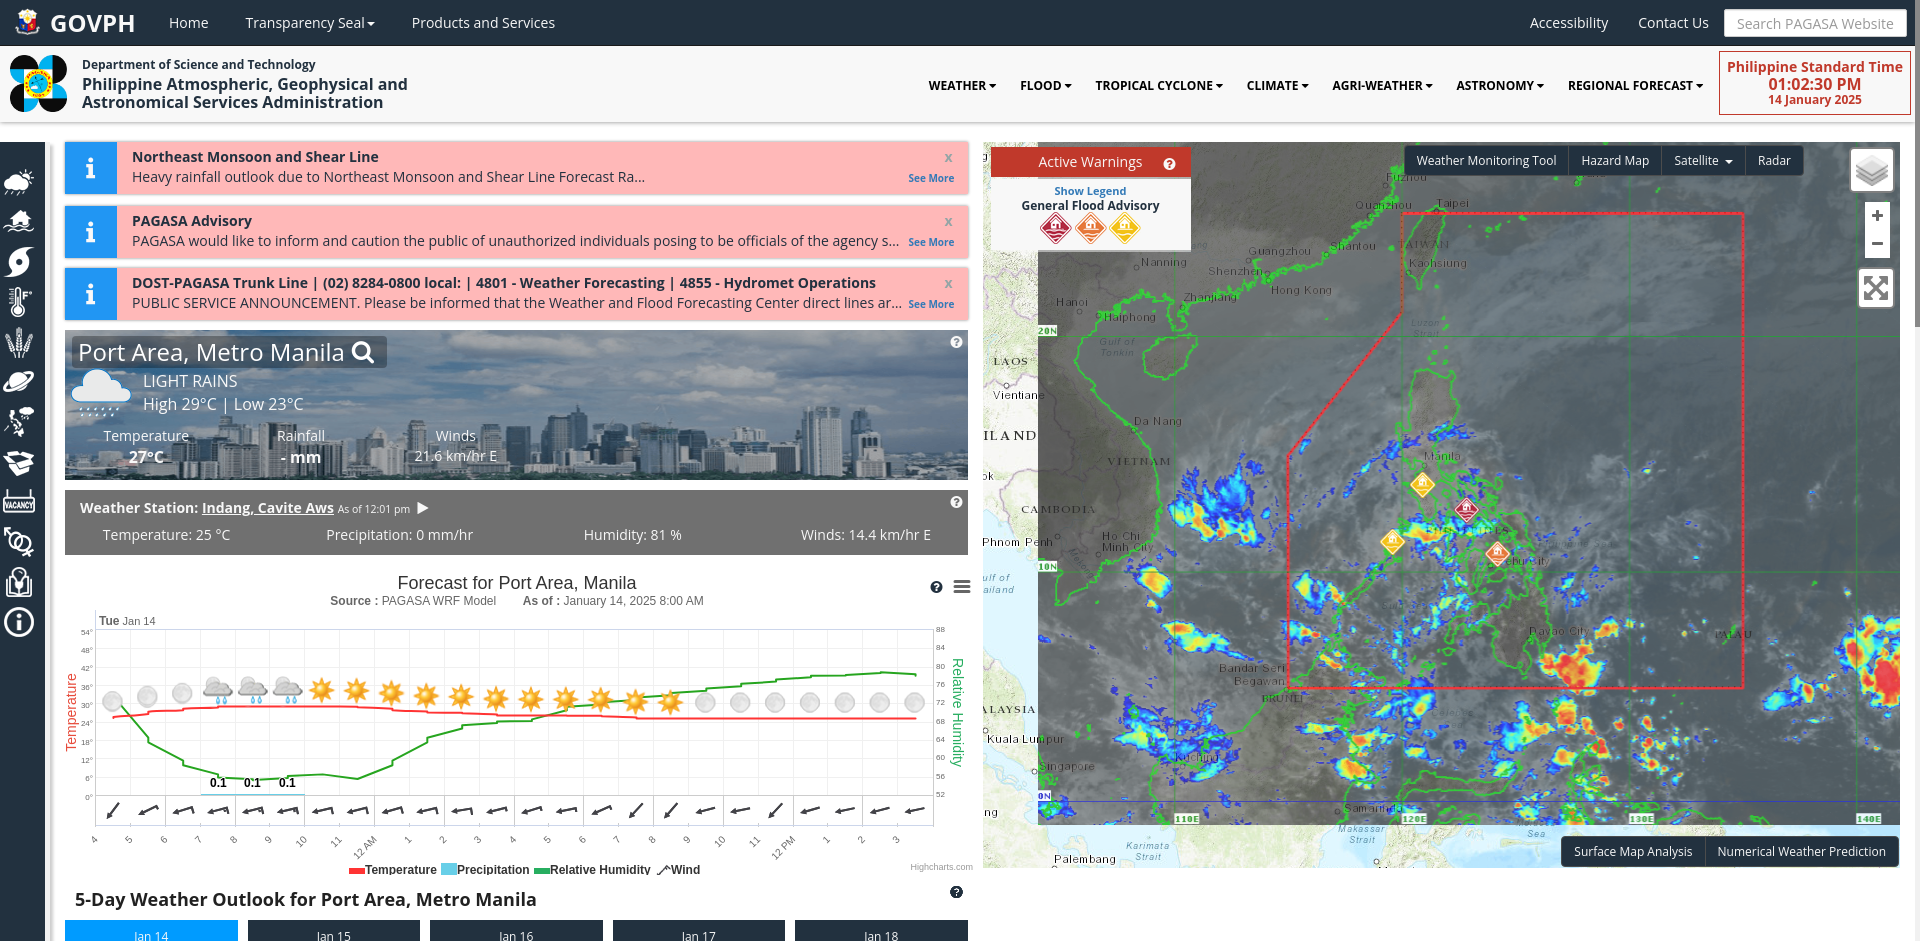 GOVPH
Home
Transparency Seal
Products and Services
Accessibility
Contact Us
Search PAGASA Website
Department of Science and Technology
Philippine Atmospheric, Geophysical and
Astronomical Services Administration
WEATHER
FLOOD
TROPICAL CYCLONE
CLIMATE
AGRI-WEATHER
ASTRONOMY
REGIONAL FORECAST
Philippine Standard Time
01:02:30 PM
14 January 2025
Northeast Monsoon and Shear Line
x
Heavy rainfall outlook due to Northeast Monsoon and Shear Line Forecast Ra...
See More
PAGASA Advisory
x
PAGASA would like to inform and caution the public of unauthorized individuals posing to be officials of the agency s...
See More
DOST-PAGASA Trunk Line | (02) 8284-0800 local: | 4801 - Weather Forecasting | 4855 - Hydromet Operations
x
PUBLIC SERVICE ANNOUNCEMENT. Please be informed that the Weather and Flood Forecasting Center direct lines ar...
See More
VACANCY
Port Area, Metro Manila
LIGHT RAINS
High 29°C | Low 23°C
Temperature
Rainfall
Winds
27°C
- mm
21.6 km/hr E
Weather Station: Indang, Cavite Aws As of 12:01 pm
Temperature: 25 °C
Precipitation: 0 mm/hr
Humidity: 81 %
Winds: 14.4 km/hr E
Forecast for Port Area, Manila
Source : PAGASA WRF Model As of : January 14, 2025 8:00 AM
Tue Jan 14
54°
48°
42°
36°
30°
24°
18°
12°
6°
0°
Temperature
88
84
80
76
72
68
64
60
56
52
Relative Humidity
0.1
0.1
0.1
4 5 6 7 8 9 10 11 12 AM 1 2 3 4 5 6 7 8 9 10 11 12 PM 1 2 3
Temperature
Precipitation
Relative Humidity
Wind
Highcharts.com
5-Day Weather Outlook for Port Area, Metro Manila
Jan 14
Jan 15
Jan 16
Jan 17
Jan 18
Active Warnings
Show Legend
General Flood Advisory
Weather Monitoring Tool
Hazard Map
Satellite
Radar
+
−
Fuzhou
Quanzhou
Taipei
Shantou
TAIWAN
Guangzhou
Kaohsiung
Nanning
Shenzhen
Hong Kong
Zhanjiang
Hanoi
Haiphong
Luzon
Strait
20N
Gulf of
Tonkin
LAOS
Vientiane
Da Nang
ILAND
Manila
VIETNAM
ok
CAMBODIA
Phnom Penh
Ho Chi
Minh City
10N
ulf of
ailand
Davao City
PALAU
Bandar Seri
Begawan
BRUNEI
ALAYSIA
Kuala Lumpur
Kuching
Singapore
0N
ng
Samarinda
110E
120E
130E
140E
Makassar
Strait
Sea
Karimata
Strait
Palembang
Surface Map Analysis
Numerical Weather Prediction